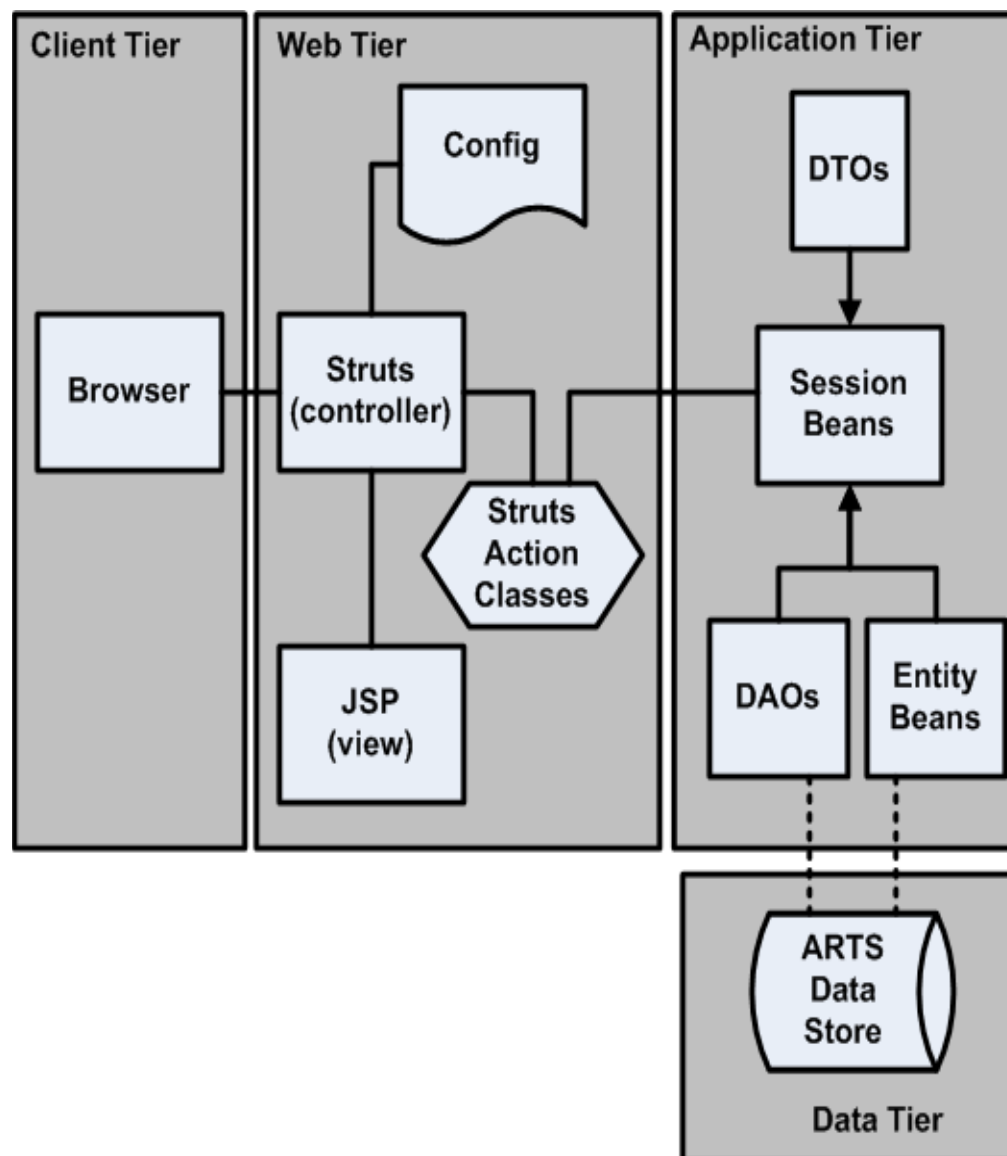 Client Tier
Web Tier
Application Tier
Config
DTOs
Browser
Struts
(controller)
Session
Beans
Struts
Action
Classes
JSP
(view)
DAOs
Entity
Beans
ARTS
Data
Store
Data Tier